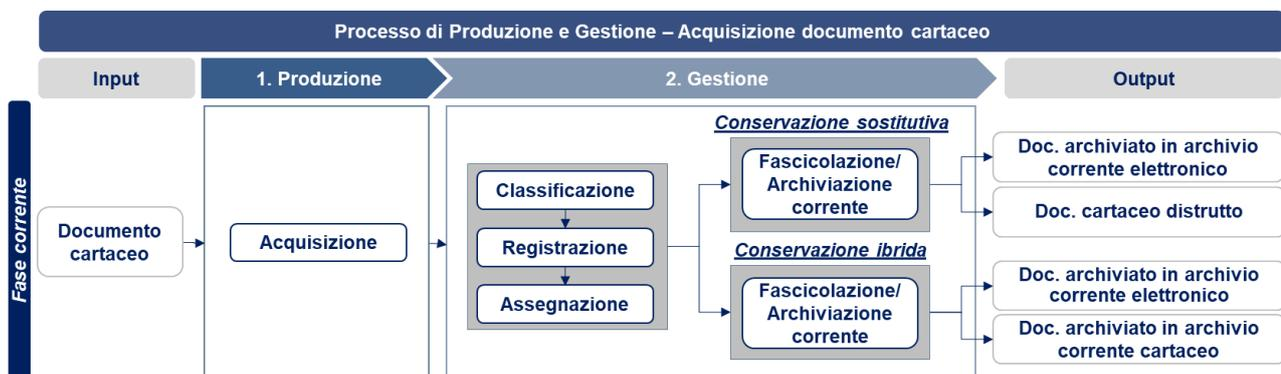 Processo di Produzione e Gestione – Acquisizione documento cartaceo
Input
1. Produzione
2. Gestione
Output
Fase corrente
Documento
cartaceo
Acquisizione
Classificazione
Registrazione
Assegnazione
Conservazione sostitutiva
Fascicolazione/
Archiviazione
corrente
Conservazione ibrida
Fascicolazione/
Archiviazione
corrente
Doc. archiviato in archivio
corrente elettronico
Doc. cartaceo distrutto
Doc. archiviato in archivio
corrente elettronico
Doc. archiviato in archivio
corrente cartaceo